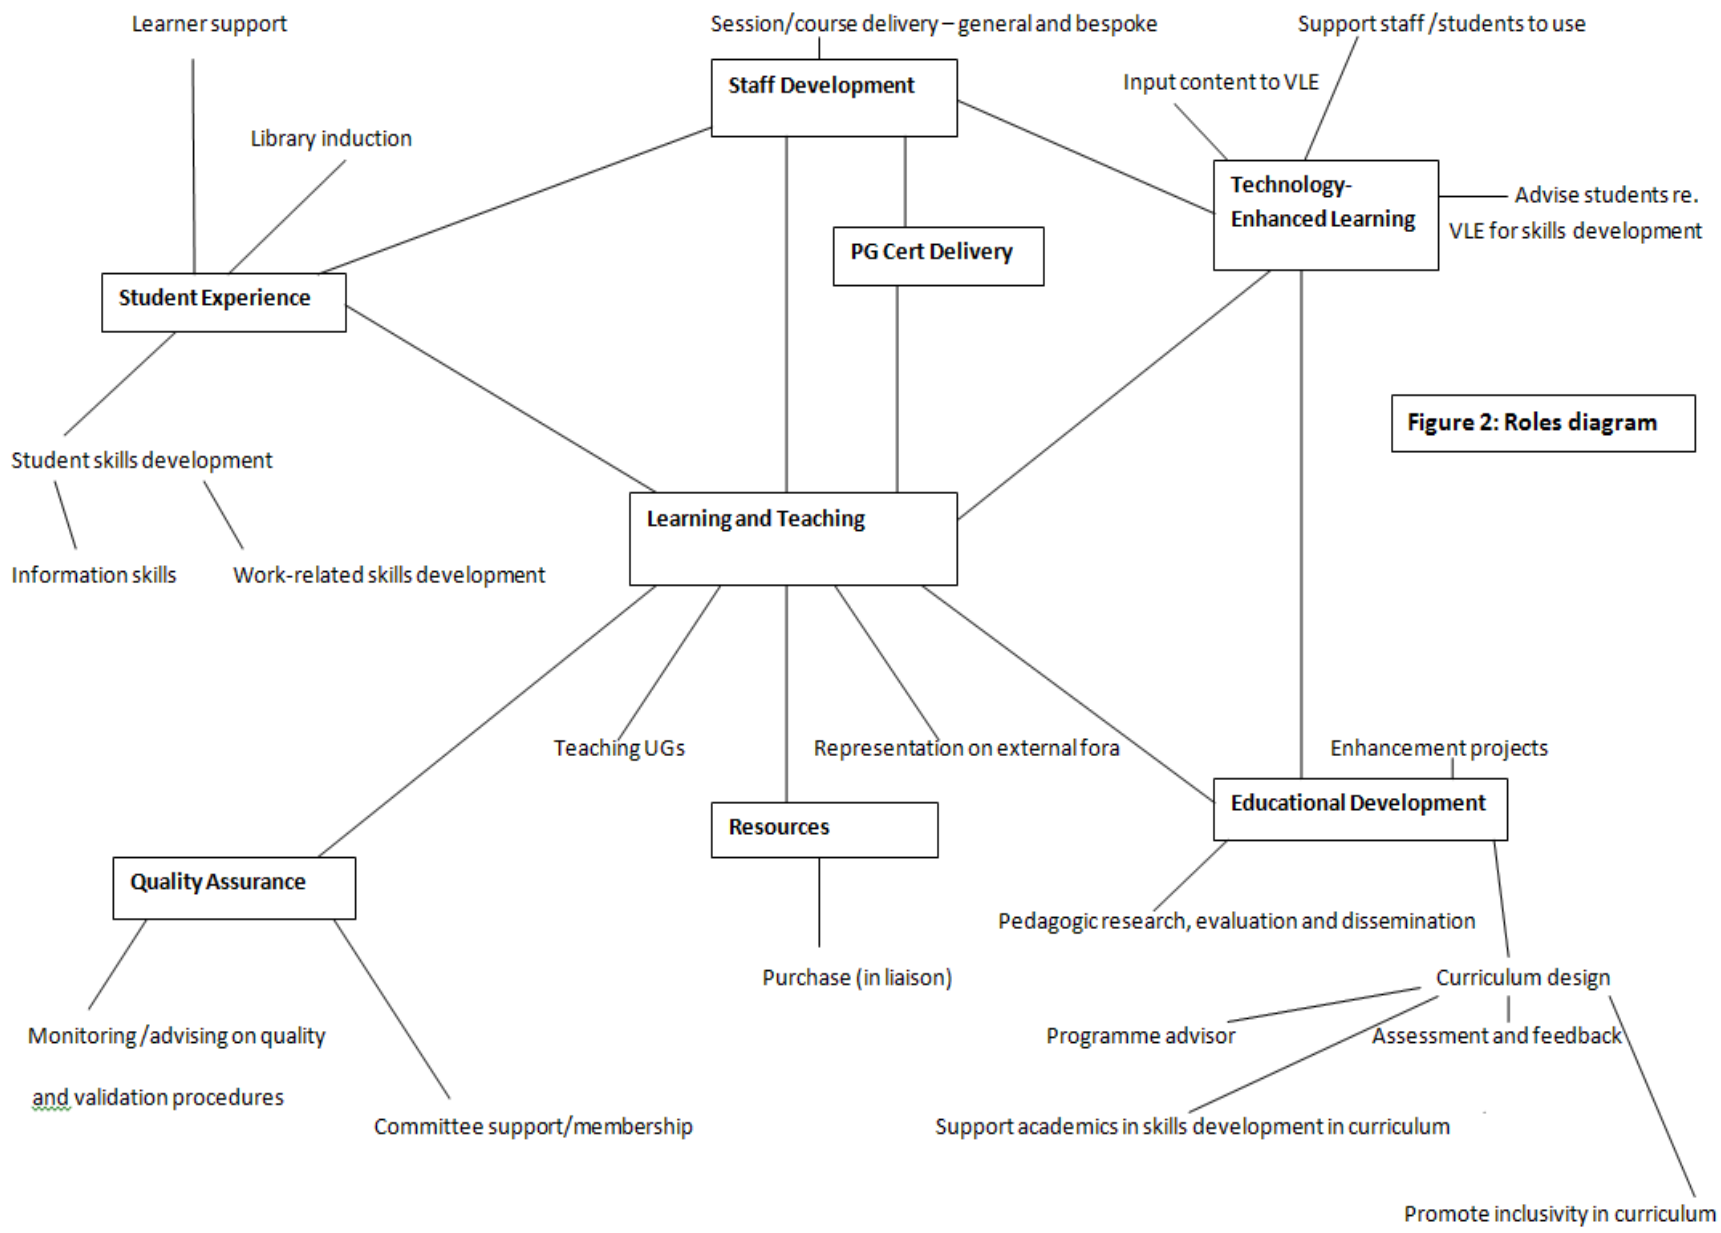 Learner support
Session/course delivery – general and bespoke
Support staff /students to use
Input content to VLE
Staff Development
Library induction
Technology-
Enhanced Learning
Advise students re.
VLE for skills development
PG Cert Delivery
Student Experience
Figure 2: Roles diagram
Student skills development
Learning and Teaching
Information skills
Work-related skills development
Teaching UGs
Representation on external fora
Enhancement projects
Educational Development
Resources
Quality Assurance
Pedagogic research, evaluation and dissemination
Purchase (in liaison)
Curriculum design
Monitoring /advising on quality
and validation procedures
Programme advisor
Assessment and feedback
Committee support/membership
Support academics in skills development in curriculum
Promote inclusivity in curriculum